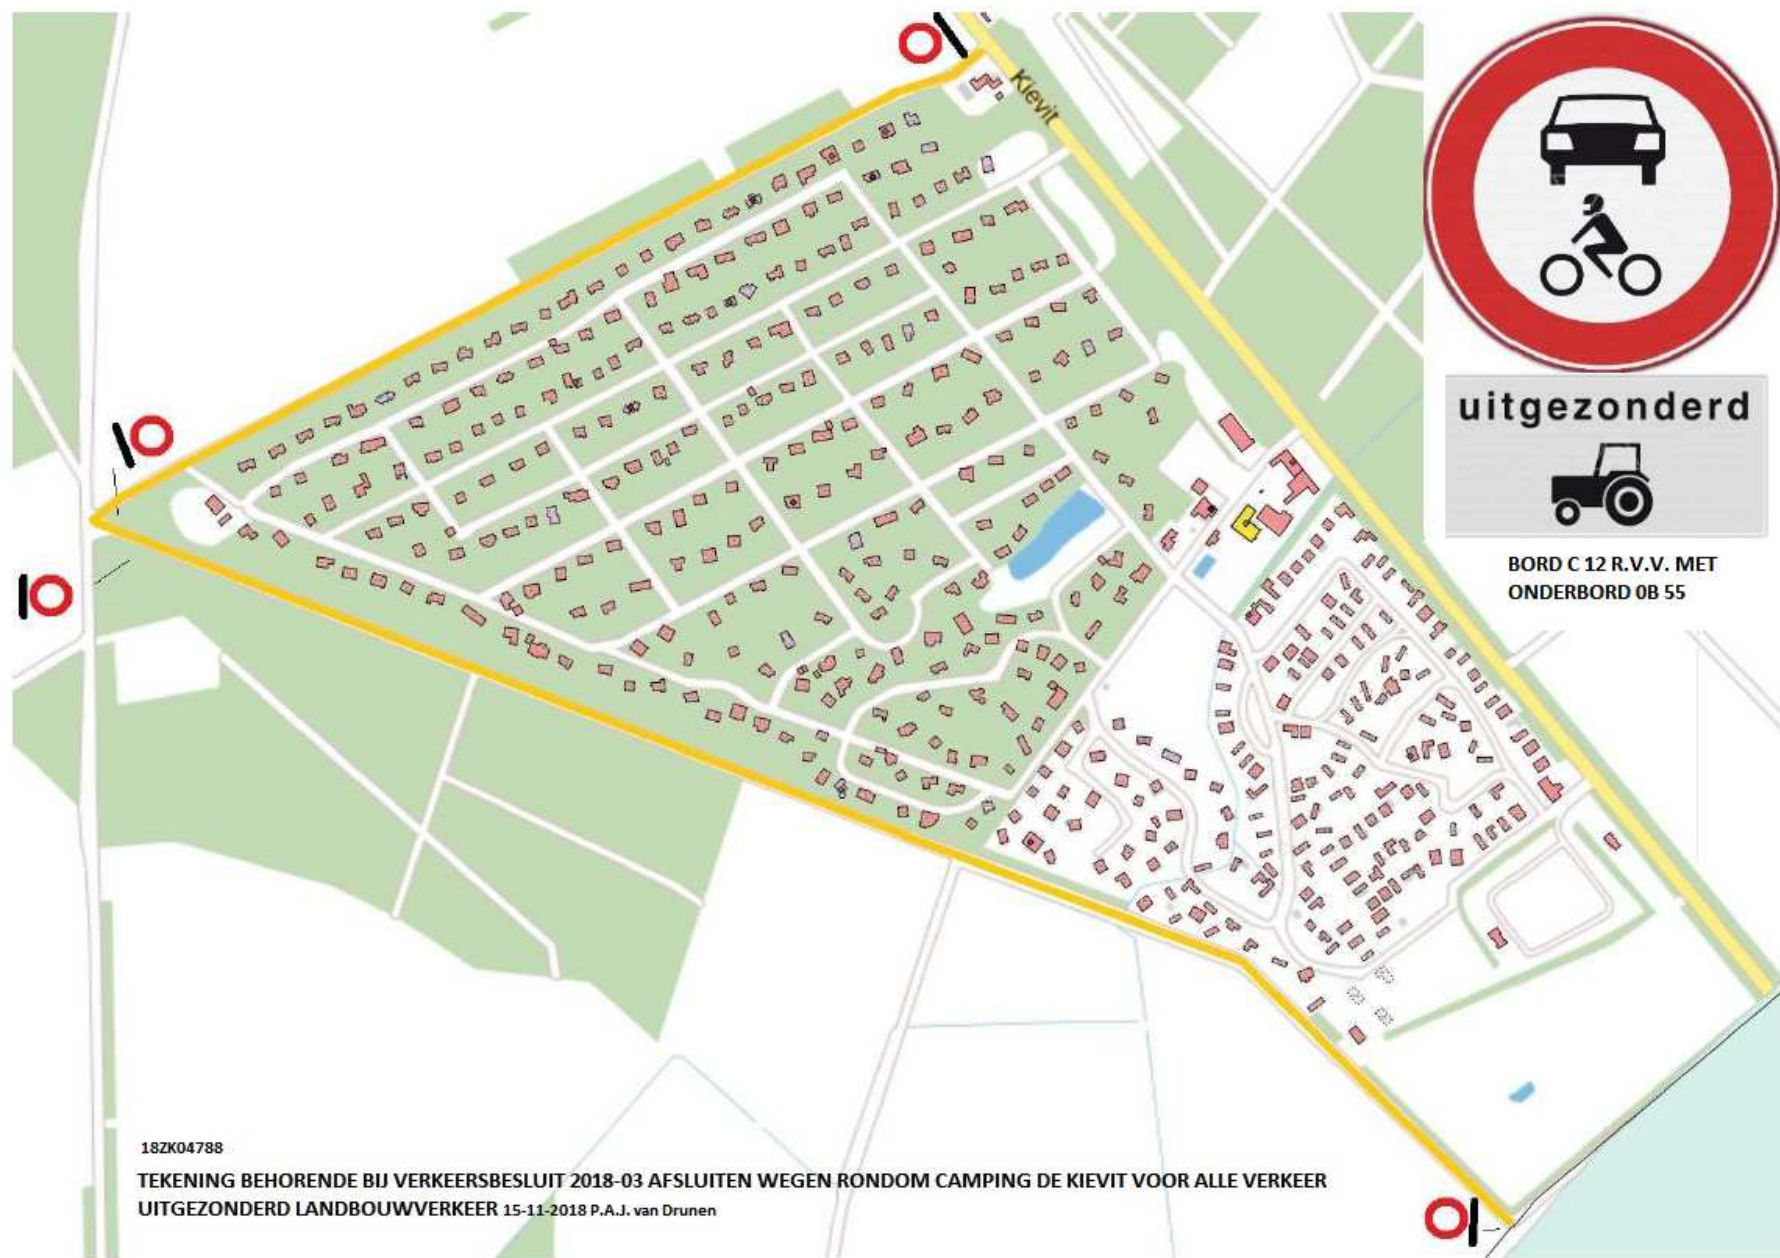 Kievit
uitgezonderd
BORD C 12 R.V.V. MET
ONDERBORD 0B 55
18ZK04788
TEKENING BEHORENDE BIJ VERKEERSBESLUIT 2018-03 AFSLUITEN WEGEN RONDOM CAMPING DE KIEVIT VOOR ALLE VERKEER
UITGEZONDERD LANDBOUWVERKEER 15-11-2018 P.A.J. van Drunen